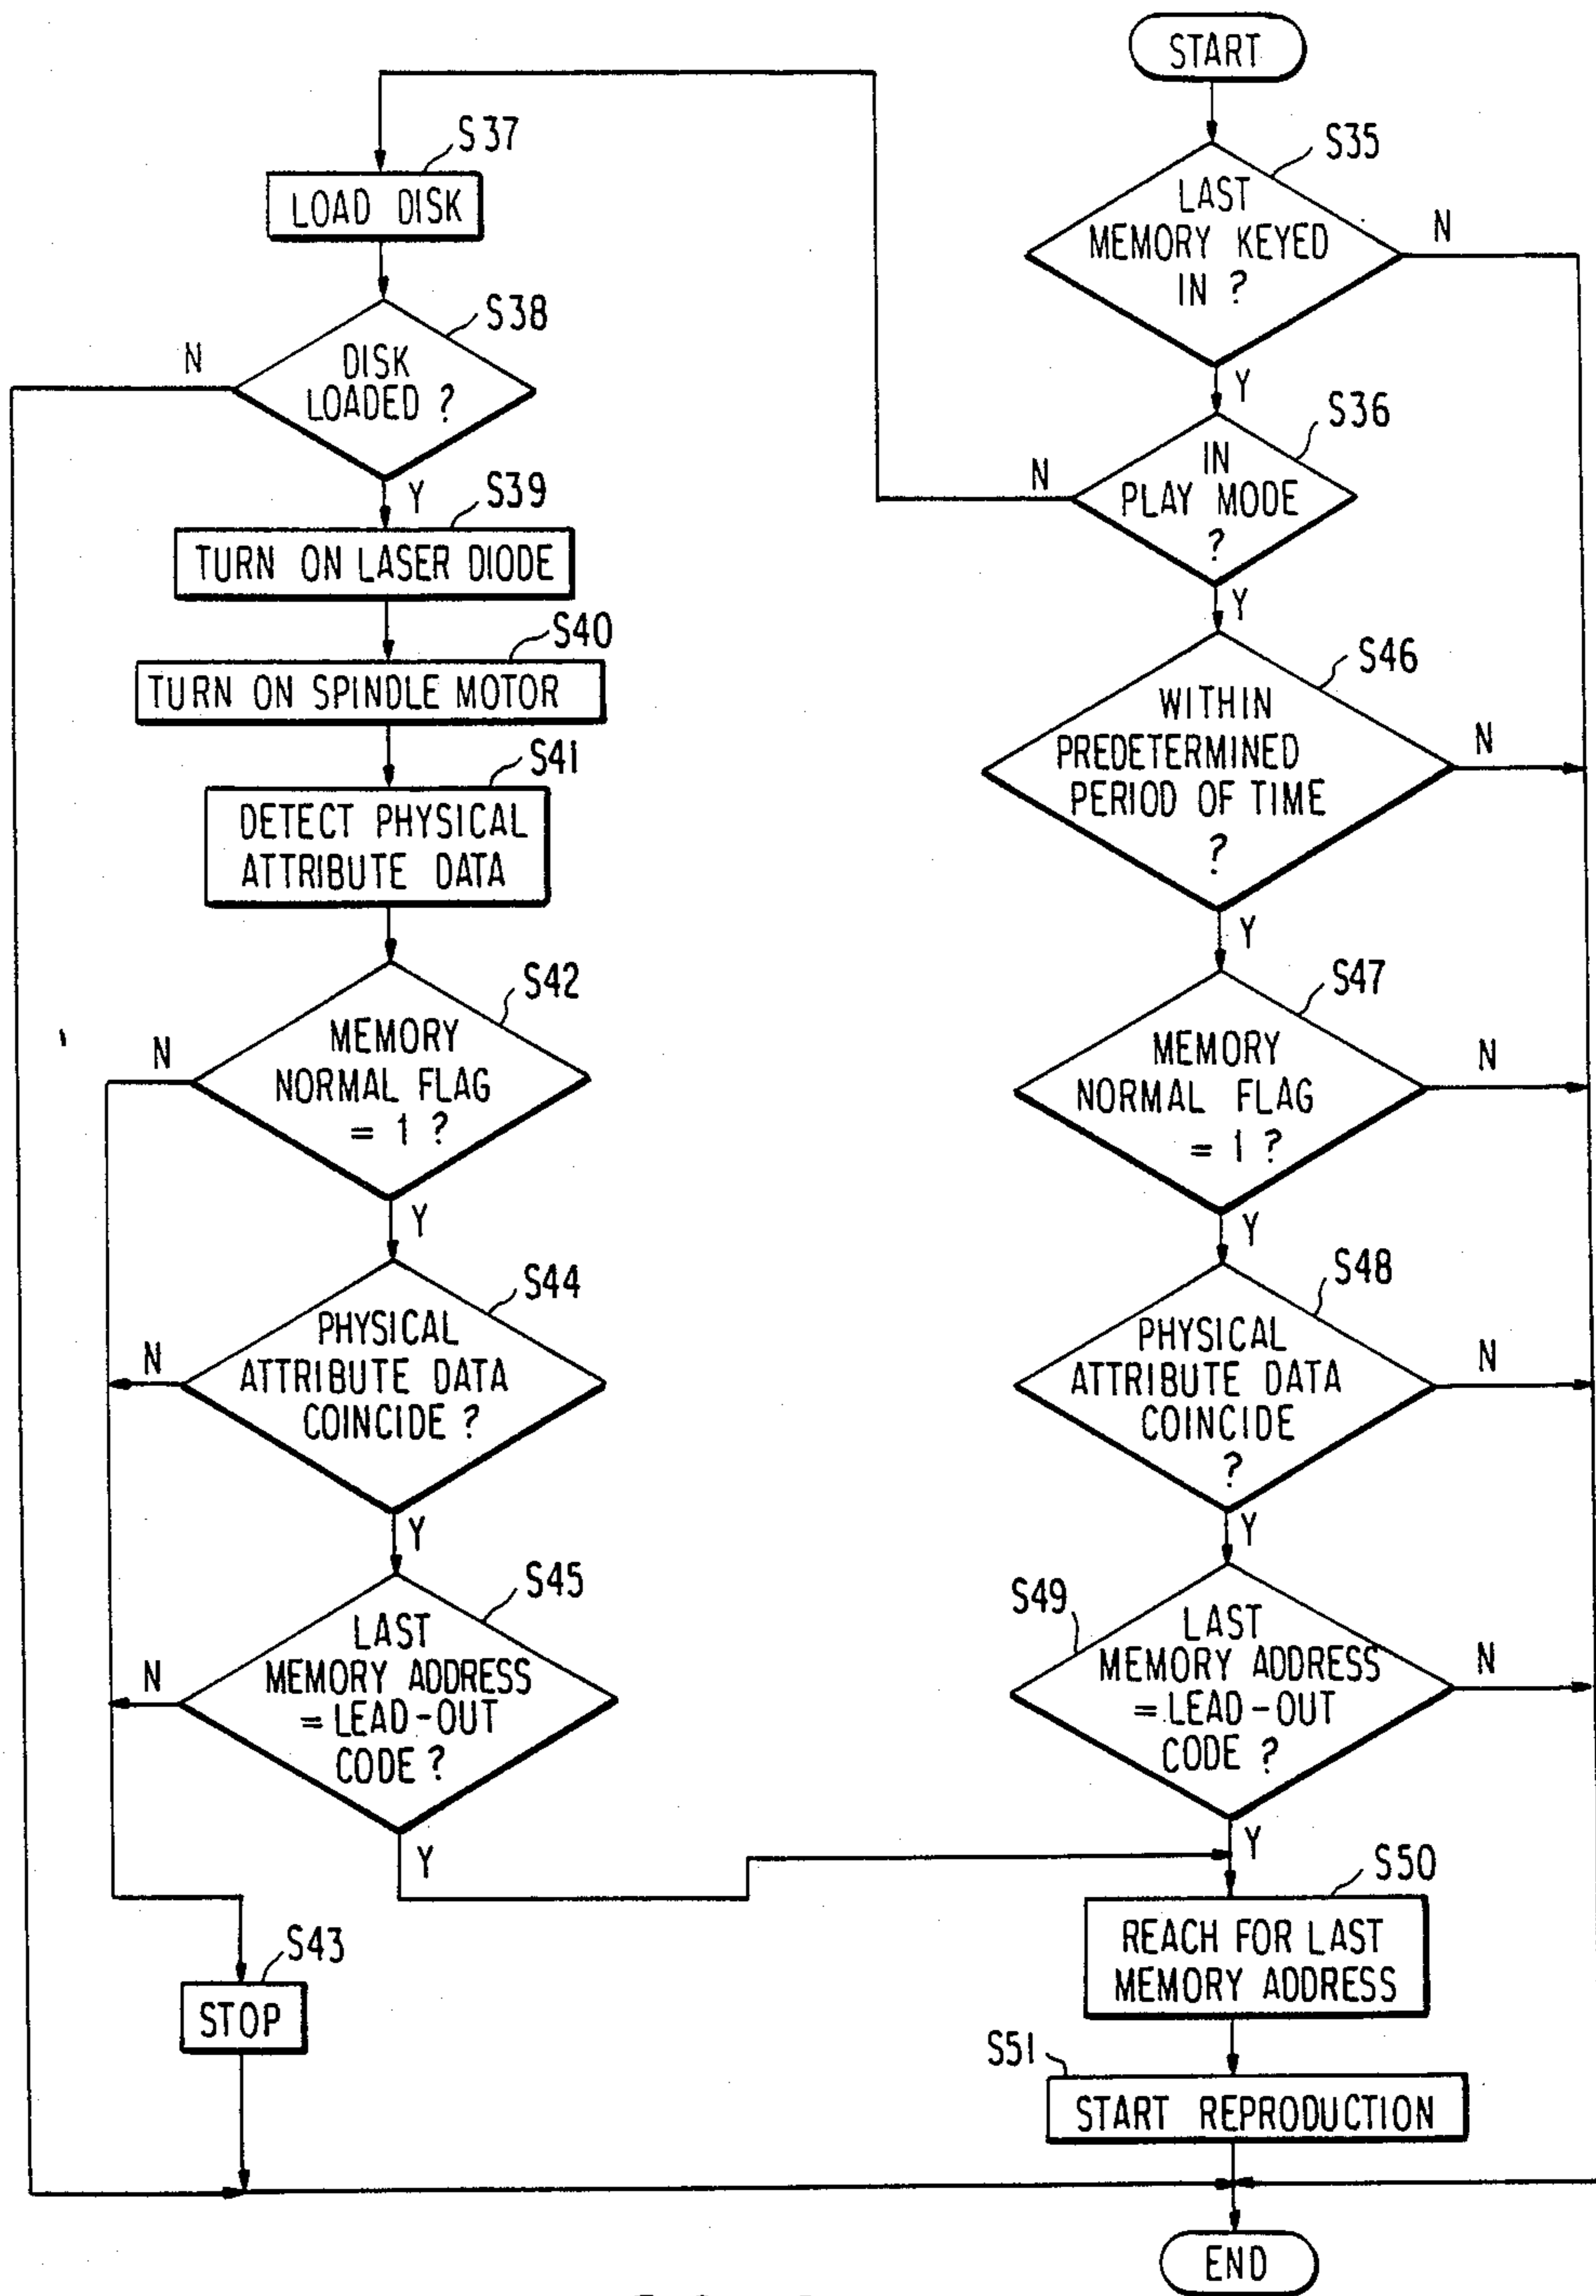 START
S35
LAST
MEMORY KEYED
IN ?
N
Y
S36
IN
PLAY MODE
?
N
Y
S37
LOAD DISK
S38
DISK
LOADED ?
N
Y
S39
TURN ON LASER DIODE
S40
TURN ON SPINDLE MOTOR
S41
DETECT PHYSICAL
ATTRIBUTE DATA
S42
MEMORY
NORMAL FLAG
= 1 ?
N
Y
S44
PHYSICAL
ATTRIBUTE DATA
COINCIDE ?
N
Y
S45
LAST
MEMORY ADDRESS
= LEAD-OUT
CODE ?
N
Y
S43
STOP
S46
WITHIN
PREDETERMINED
PERIOD OF TIME
?
N
Y
S47
MEMORY
NORMAL FLAG
= 1 ?
N
Y
S48
PHYSICAL
ATTRIBUTE DATA
COINCIDE
?
N
Y
S49
LAST
MEMORY ADDRESS
= LEAD-OUT
CODE ?
N
Y
S50
REACH FOR LAST
MEMORY ADDRESS
S51
START REPRODUCTION
END